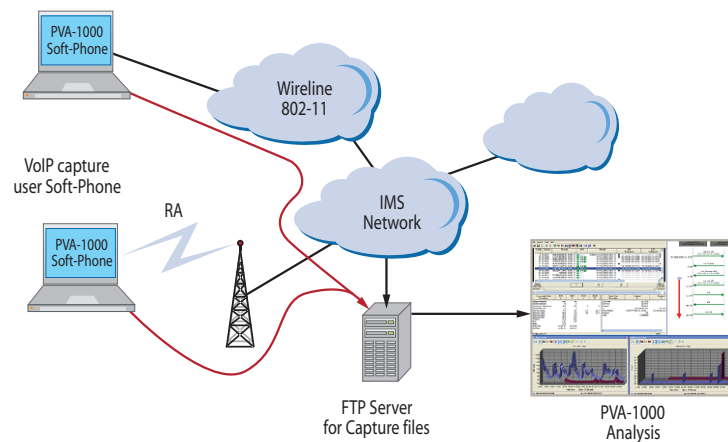 PVA-1000
Soft-Phone
Wireline
802-11
VoIP capture
user Soft-Phone
RA
IMS
Network
PVA-1000
Soft-Phone
FTP Server
for Capture files
PVA-1000
Analysis